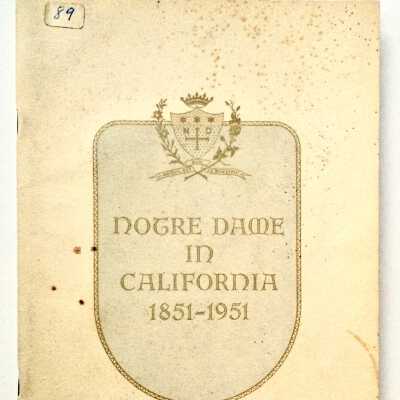 89
N D
NOTRE DAME
IN
CALIFORNIA
1851-1951